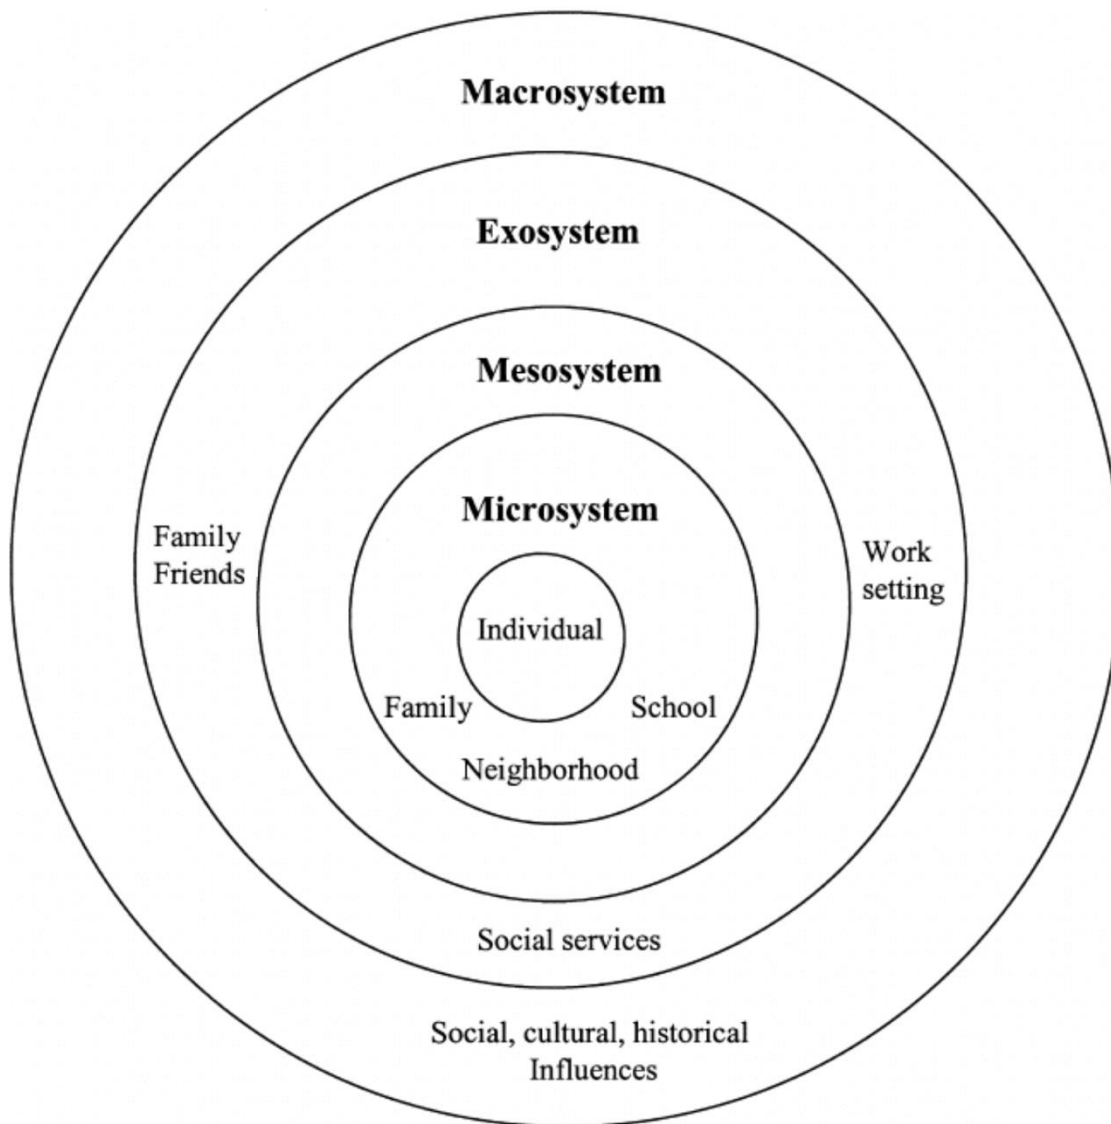 Macrosystem
Exosystem
Mesosystem
Microsystem
Family
Friends
Work
setting
Individual
Family
School
Neighborhood
Social services
Social, cultural, historical
Influences